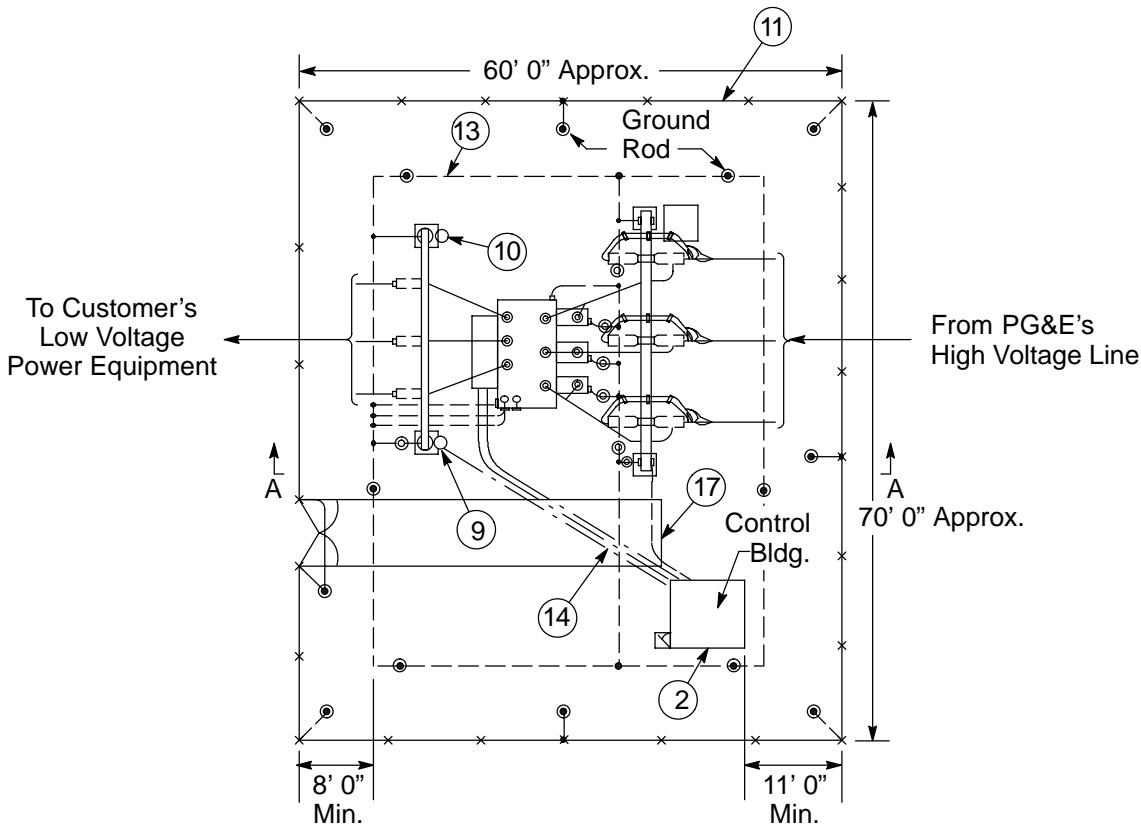 11
60’ 0” Approx.
13
Ground
Rod
10
To Customer’s
Low Voltage
Power Equipment
From PG&E’s
High Voltage Line
A
A
17
9
Control
Bldg.
70’ 0” Approx.
14
2
8’ 0”
Min.
11’ 0”
Min.